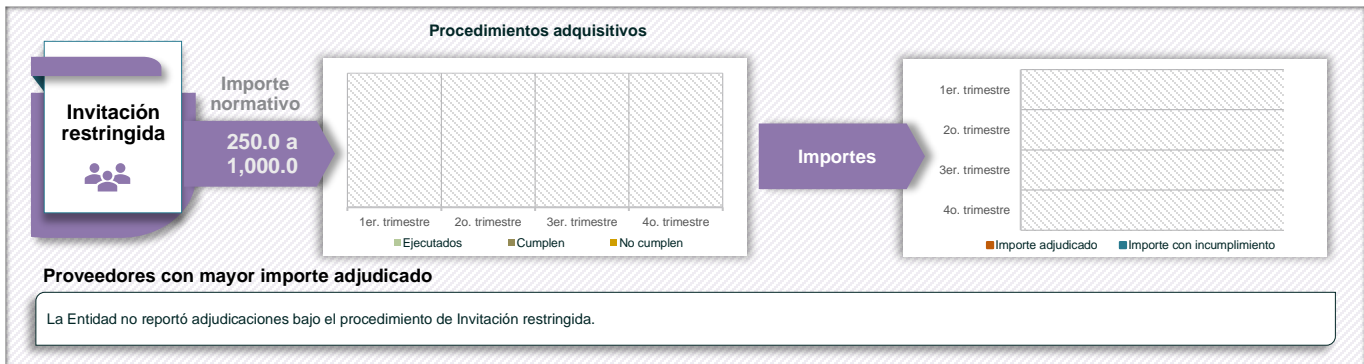 Procedimientos adquisitivos
Invitación
restringida
Importe
normativo
250.0 a
1,000.0
1er. trimestre 2o. trimestre 3er. trimestre 4o. trimestre
Ejecutados Cumplen No cumplen
Importes
1er. trimestre
2o. trimestre
3er. trimestre
4o. trimestre
Importe adjudicado Importe con incumplimiento
Proveedores con mayor importe adjudicado
La Entidad no reportó adjudicaciones bajo el procedimiento de Invitación restringida.